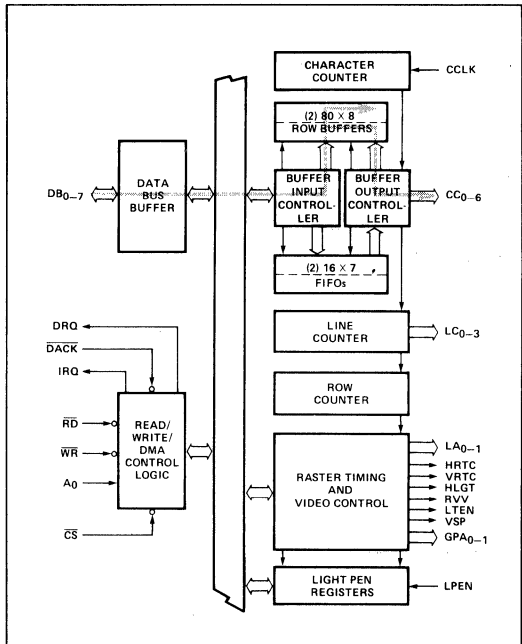 CHARACTER
COUNTER
CCLK
(2) 80 × 8
ROW BUFFERS
DB0–7
DATA
BUS
BUFFER
BUFFER
INPUT
CONTROL-
LER
BUFFER
OUTPUT
CONTROL-
LER
CC0–6
(2) 16 × 7
FIFOs
DRQ
DACK
IRQ
RD
WR
A0
CS
READ/
WRITE/
DMA
CONTROL
LOGIC
LINE
COUNTER
LC0–3
ROW
COUNTER
RASTER TIMING
AND
VIDEO CONTROL
LA0–1
HRTC
VRTC
HLGT
RVV
LTEN
VSP
GPA0–1
LIGHT PEN
REGISTERS
LPEN